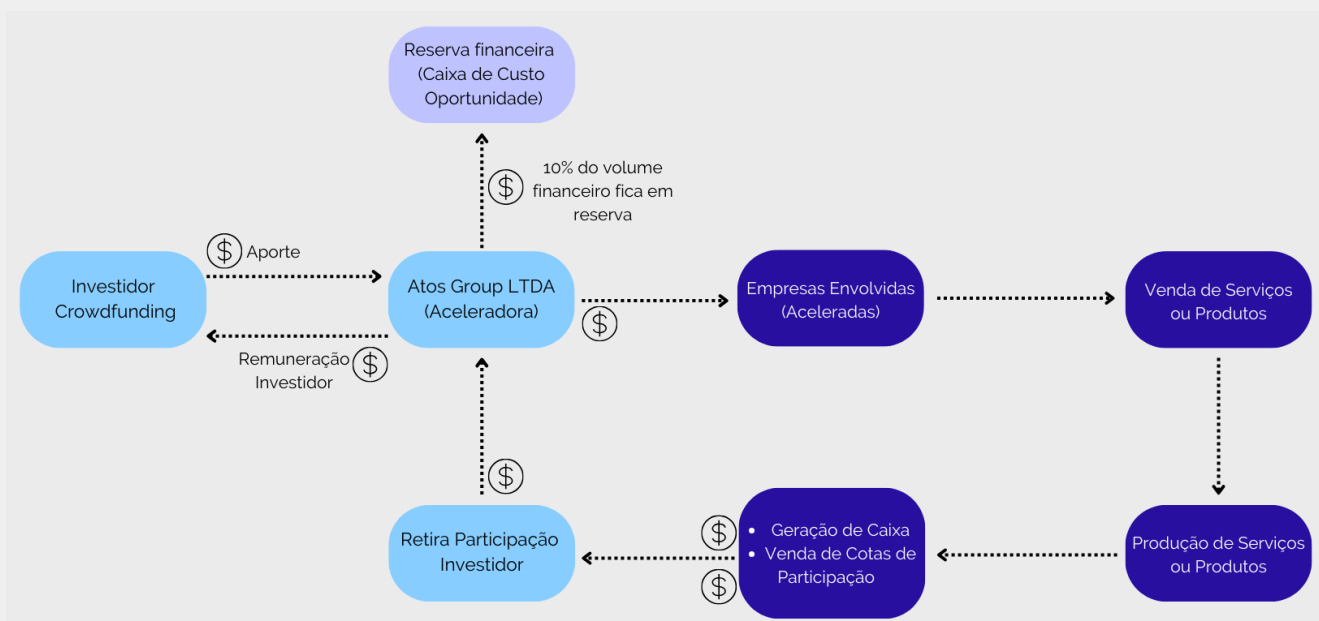 Reserva financeira
(Caixa de Custo
Oportunidade)
$
10% do volume
financeiro fica em
reserva
$ Aporte
Investidor
Crowdfunding
Atos Group LTDA
(Aceleradora)
$
Empresas Envolvidas
(Aceleradas)
Venda de Serviços
ou Produtos
Remuneração
Investidor
$
$
Retira Participação
Investidor
$
$
• Geração de Caixa
• Venda de Cotas de
Participação
Produção de Serviços
ou Produtos